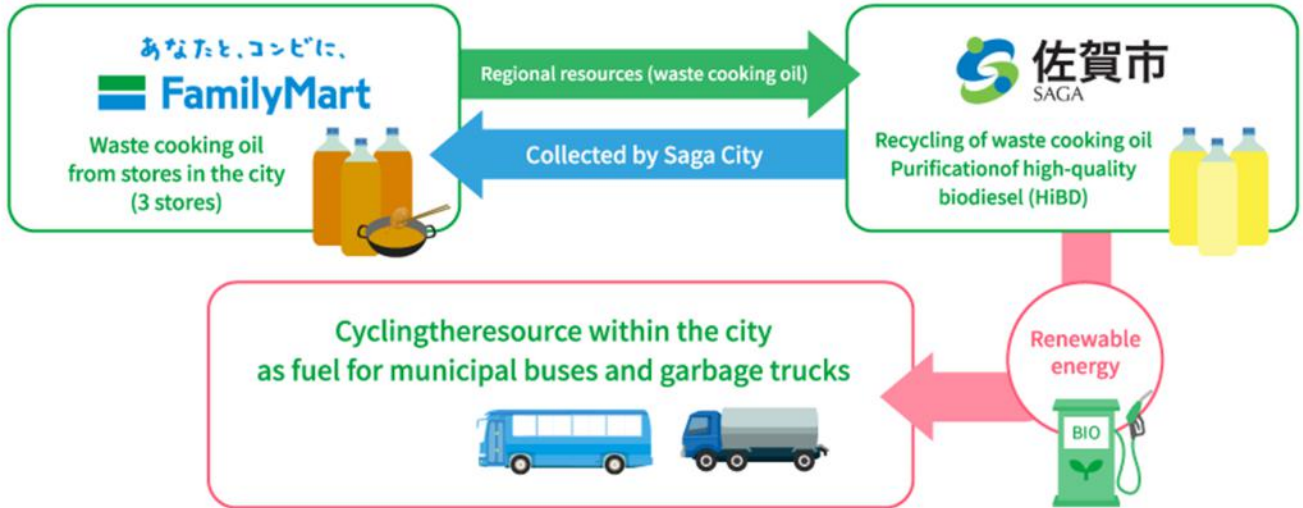 あなたと、コンビに、
FamilyMart
Waste cooking oil
from stores in the city
(3 stores)
Regional resources (waste cooking oil)
Collected by Saga City
佐賀市
SAGA
Recycling of waste cooking oil
Purificationof high-quality
biodiesel (HiBD)
Renewable
energy
BIO
Cyclingtheresource within the city
as fuel for municipal buses and garbage trucks